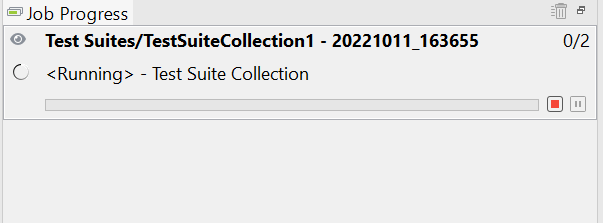 Job Progress
Test Suites/TestSuiteCollection1 - 20221011_163655 0/2
<Running> - Test Suite Collection